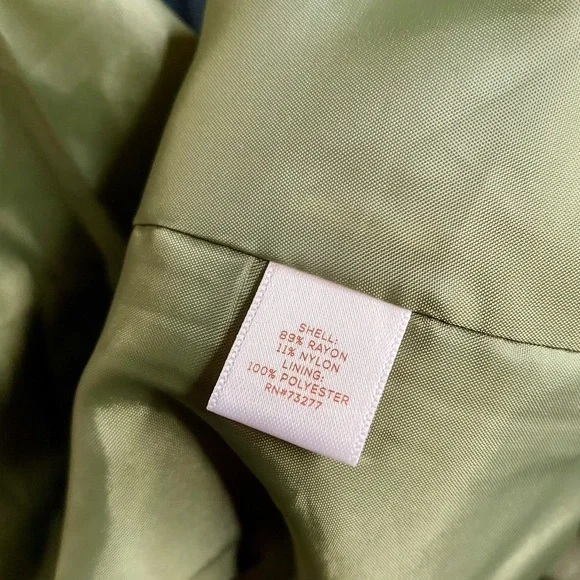 SHELL:
89% RAYON
11% NYLON
LINING:
100% POLYESTER
RN#73277